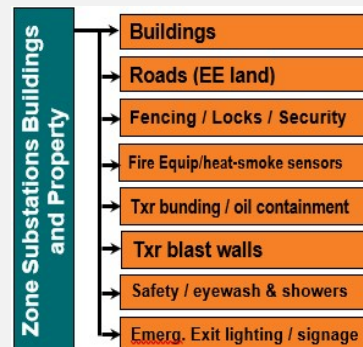 Zone Substations Buildings
and Property
Buildings
Roads (EE land)
Fencing / Locks / Security
Fire Equip/heat-smoke sensors
Txr bunding / oil containment
Txr blast walls
Safety / eyewash & showers
Emerg. Exit lighting / signage